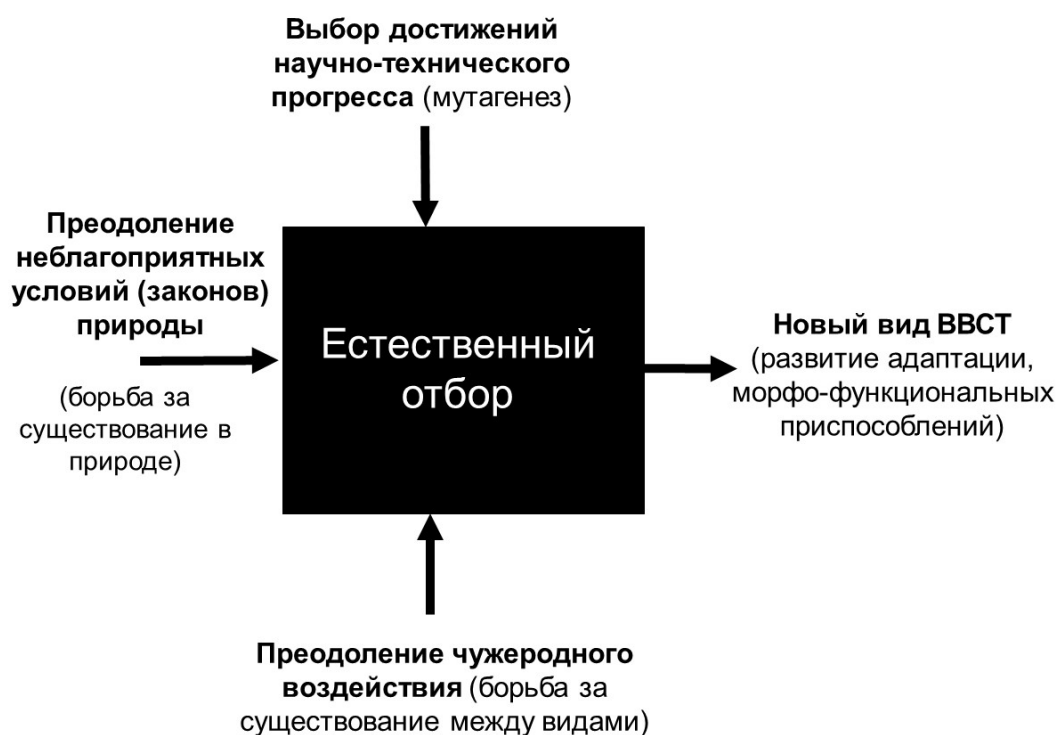 Выбор достижений
научно-технического
прогресса (мутагенез)
Преодоление
неблагоприятных
условий (законов)
природы
(борьба за
существование в
природе)
Естественный
отбор
Новый вид ВВСТ
(развитие адаптации,
морфо-функциональных
приспособлений)
Преодоление чужеродного
воздействия (борьба за
существование между видами)